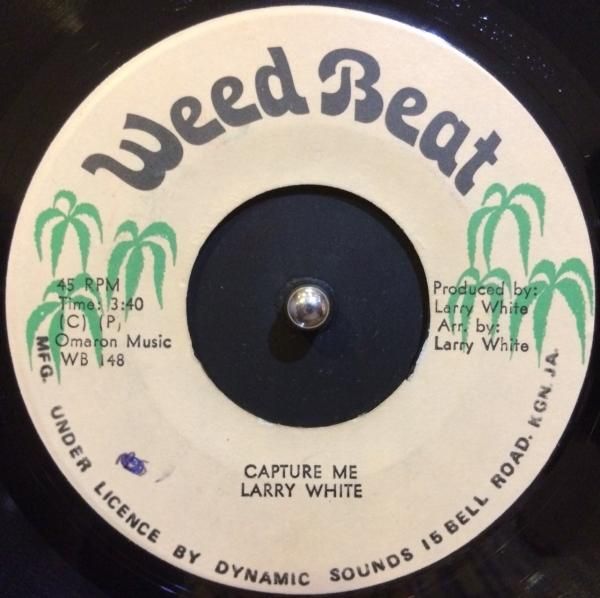 Weed Beat
45 RPM
Time: 3:40
(C) (P)
Omaron Music
WB 148
Produced by:
Larry White
Arr. by:
Larry White
CAPTURE ME
LARRY WHITE
MFG. UNDER LICENCE BY DYNAMIC SOUNDS 15 BELL ROAD. KGN. JA.